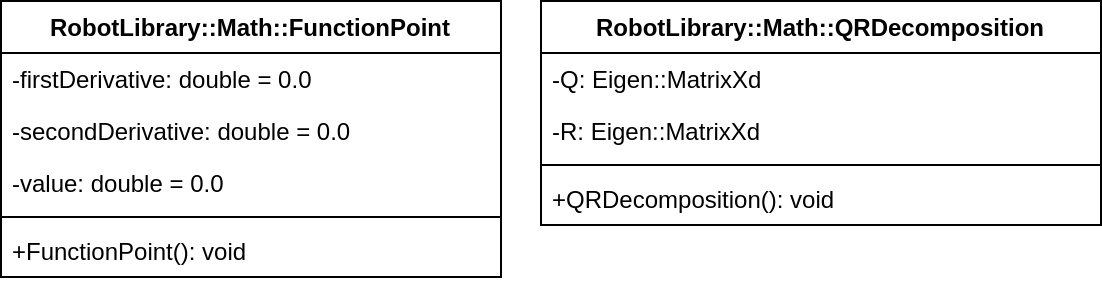 RobotLibrary::Math::FunctionPoint
-firstDerivative: double = 0.0
-secondDerivative: double = 0.0
-value: double = 0.0
+FunctionPoint(): void
RobotLibrary::Math::QRDecomposition
-Q: Eigen::MatrixXd
-R: Eigen::MatrixXd
+QRDecomposition(): void